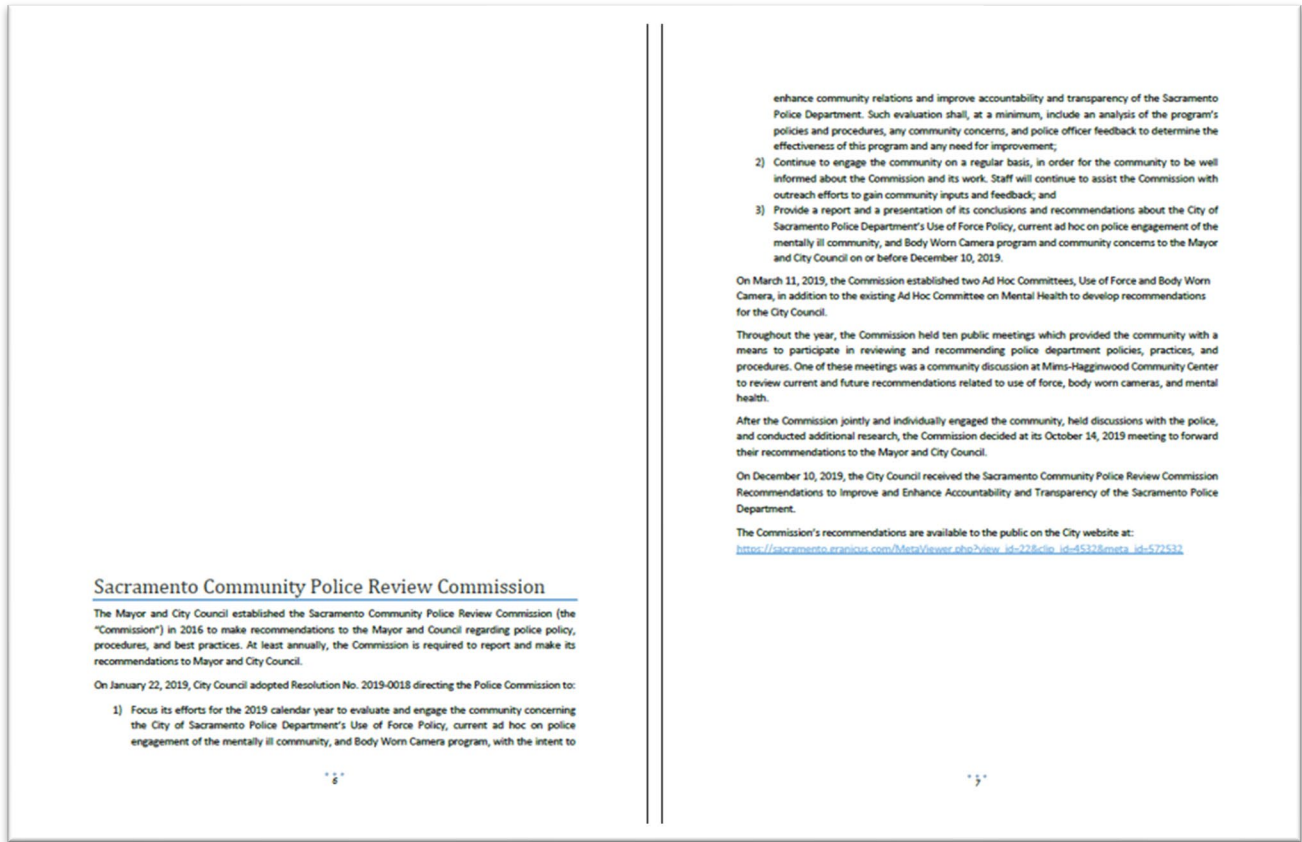 Sacramento Community Police Review Commission
The Mayor and City Council established the Sacramento Community Police Review Commission (the
"Commission") in 2016 to make recommendations to the Mayor and Council regarding police policy,
procedures, and best practices. At least annually, the Commission is required to report and make its
recommendations to Mayor and City Council.
On January 22, 2019, City Council adopted Resolution No. 2019-0018 directing the Police Commission to:
1) Focus its efforts for the 2019 calendar year to evaluate and engage the community concerning
the City of Sacramento Police Department's Use of Force Policy, current ad hoc on police
engagement of the mentally ill community, and Body Worn Camera program, with the intent to
6
enhance community relations and improve accountability and transparency of the Sacramento
Police Department. Such evaluation shall, at a minimum, include an analysis of the program's
policies and procedures, any community concerns, and police officer feedback to determine the
effectiveness of this program and any need for improvement;
2) Continue to engage the community on a regular basis, in order for the community to be well
informed about the Commission and its work. Staff will continue to assist the Commission with
outreach efforts to gain community inputs and feedback; and
3) Provide a report and a presentation of its conclusions and recommendations about the City of
Sacramento Police Department's Use of Force Policy, current ad hoc on police engagement of the
mentally ill community, and Body Worn Camera program and community concerns to the Mayor
and City Council on or before December 10, 2019.
On March 11, 2019, the Commission established two Ad Hoc Committees, Use of Force and Body Worn
Camera, in addition to the existing Ad Hoc Committee on Mental Health to develop recommendations
for the City Council.
Throughout the year, the Commission held ten public meetings which provided the community with a
means to participate in reviewing and recommending police department policies, practices, and
procedures. One of these meetings was a community discussion at Mims-Hagginwood Community Center
to review current and future recommendations related to use of force, body worn cameras, and mental
health.
After the Commission jointly and individually engaged the community, held discussions with the police,
and conducted additional research, the Commission decided at its October 14, 2019 meeting to forward
their recommendations to the Mayor and City Council.
On December 10, 2019, the City Council received the Sacramento Community Police Review Commission
Recommendations to Improve and Enhance Accountability and Transparency of the Sacramento Police
Department.
The Commission's recommendations are available to the public on the City website at:
https://sacramento.granicus.com/MetaViewer.php?view_id=22&clip_id=4532&meta_id=572532
7